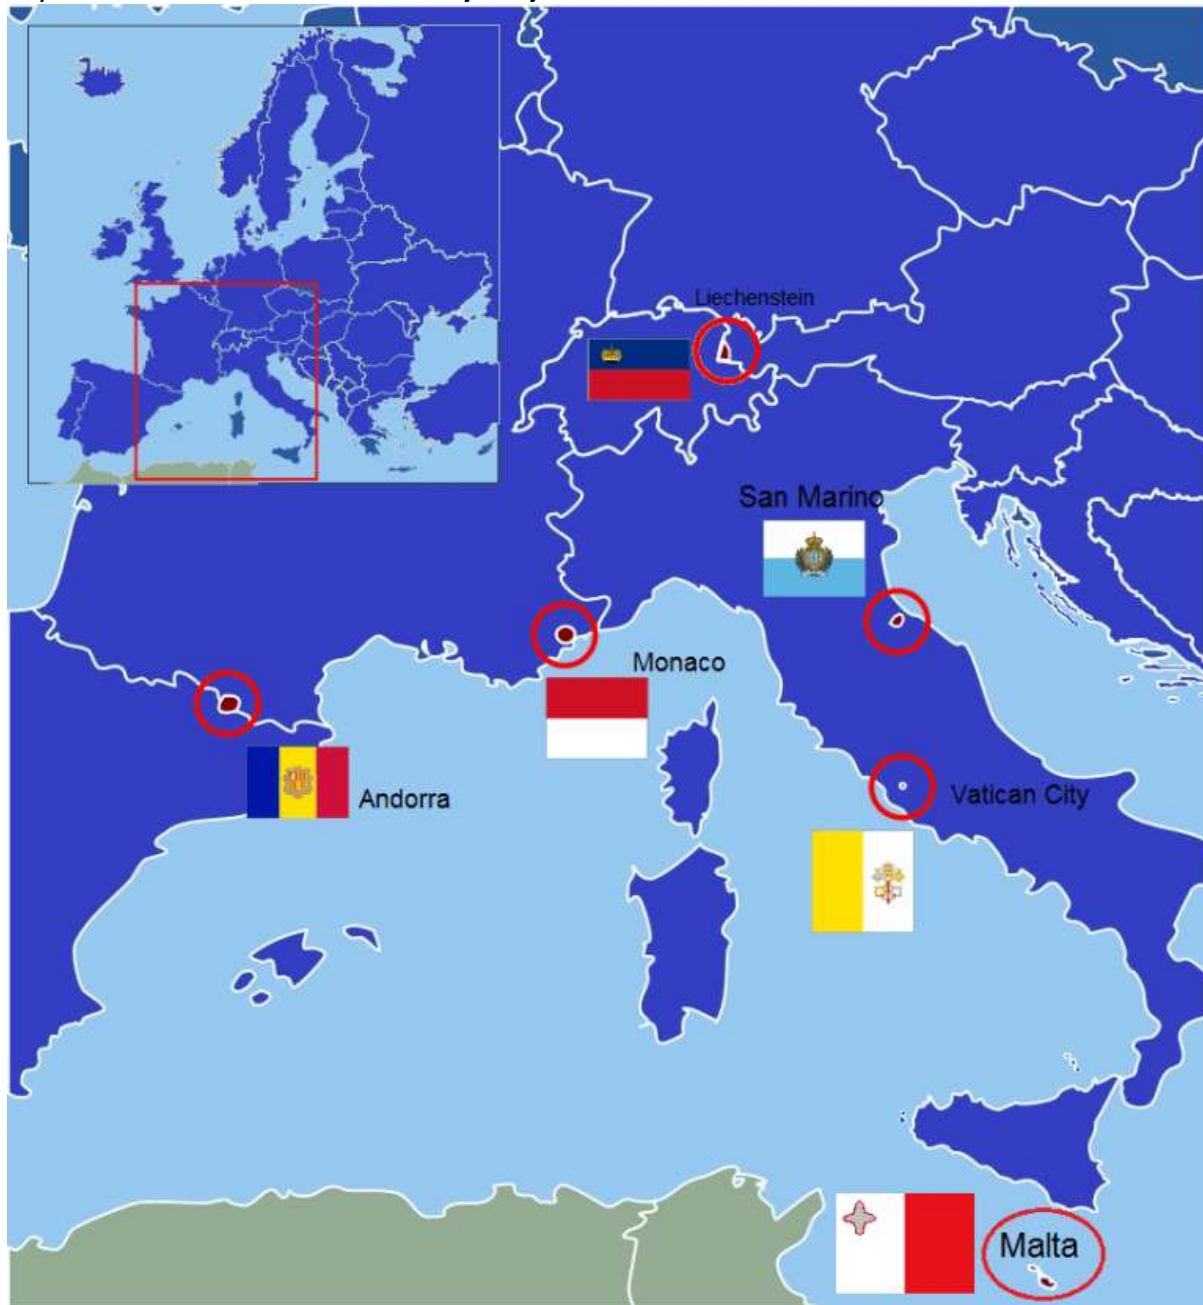 Liechenstein
San Marino
Monaco
Andorra
Vatican City
Malta